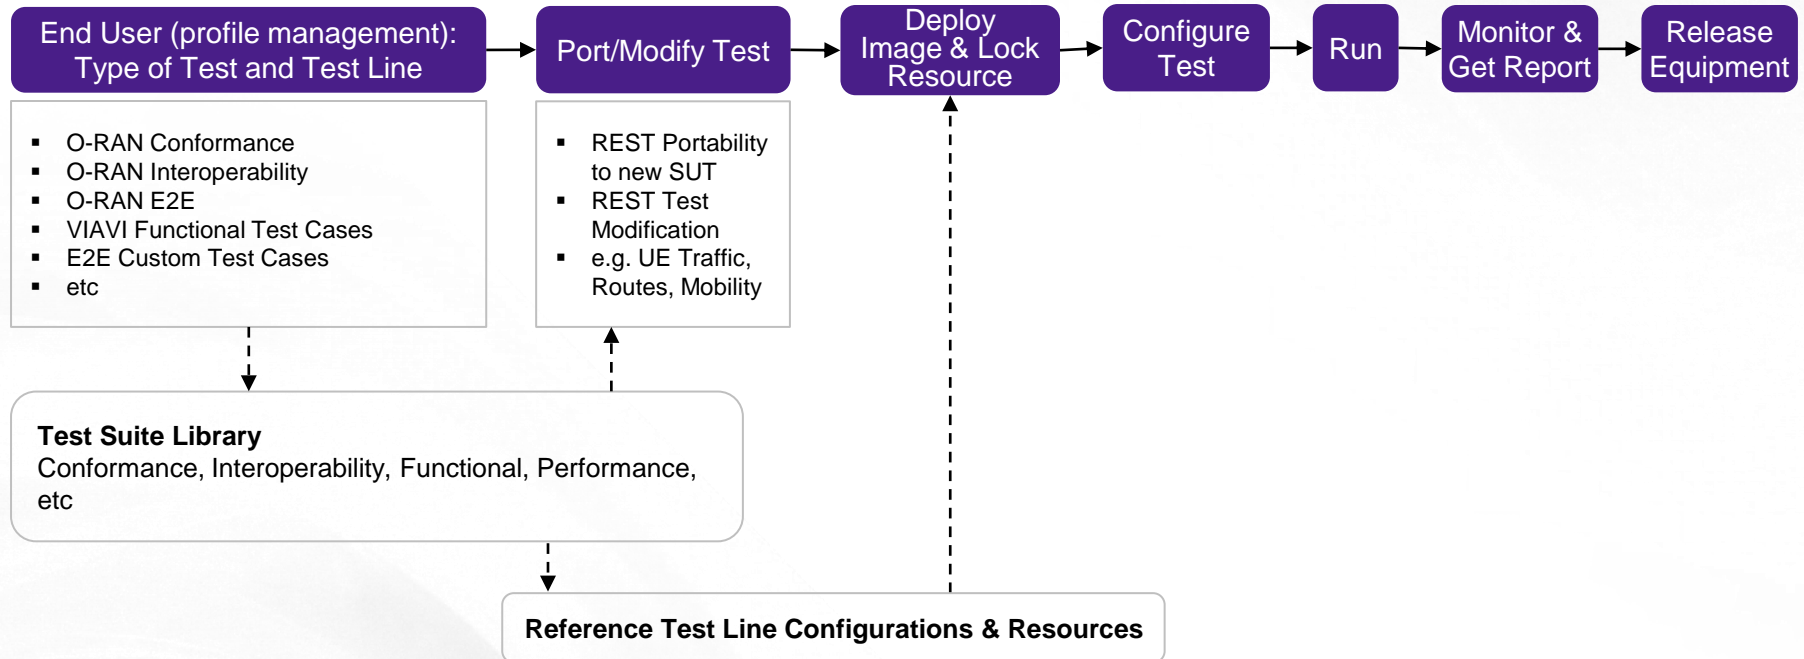 End User (profile management):
Type of Test and Test Line
Port/Modify Test
Deploy
Image & Lock
Resource
Configure
Test
Run
Monitor &
Get Report
Release
Equipment
▪ O-RAN Conformance
▪ O-RAN Interoperability
▪ O-RAN E2E
▪ VIAVI Functional Test Cases
▪ E2E Custom Test Cases
▪ etc
▪ REST Portability
to new SUT
▪ REST Test
Modification
▪ e.g. UE Traffic,
Routes, Mobility
Test Suite Library
Conformance, Interoperability, Functional, Performance,
etc
Reference Test Line Configurations & Resources